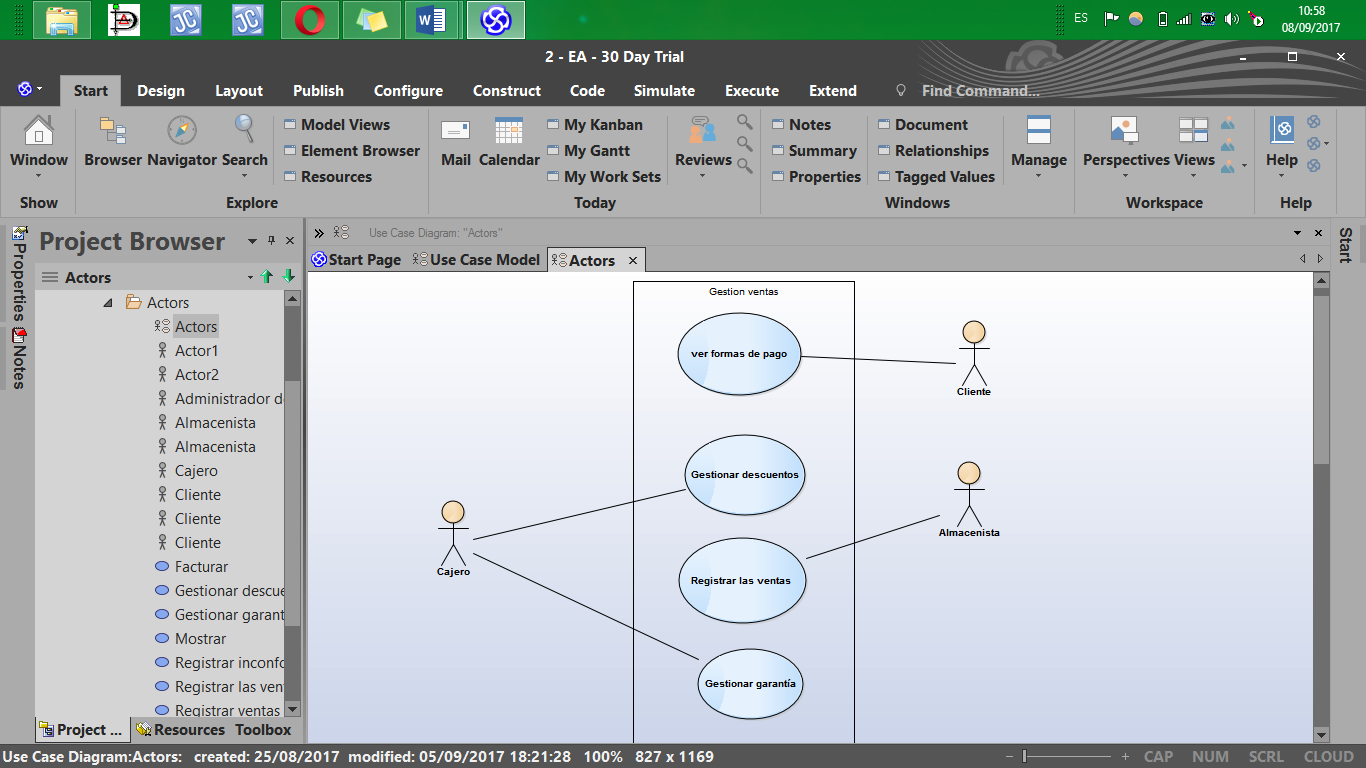 ES
10:58
08/09/2017
2 - EA - 30 Day Trial
Start Design Layout Publish Configure Construct Code Simulate Execute Extend Find Command...
Window
Show
Browser Navigator Search
Model Views
Element Browser
Resources
Explore
Mail Calendar
My Kanban
My Gantt
My Work Sets
Today
Reviews
Notes
Summary
Properties
Document
Relationships
Tagged Values
Windows
Manage
Perspectives Views
Workspace
Help
Help
Properties
Notes
Project Browser
Actors
Actors
Actors
Actor1
Actor2
Administrador de
Almacenista
Almacenista
Cajero
Cliente
Cliente
Cliente
Facturar
Gestionar descue
Gestionar garant
Mostrar
Registrar inconfo
Registrar las ven
Registrar ventas
Project ... Resources Toolbox
Use Case Diagram: "Actors"
Start Page Use Case Model Actors
Start
Gestion ventas
ver formas de pago
Cliente
Gestionar descuentos
Almacenista
Cajero
Registrar las ventas
Gestionar garantía
Use Case Diagram:Actors: created: 25/08/2017 modified: 05/09/2017 18:21:28 100% 827 x 1169
CAP NUM SCRL CLOUD